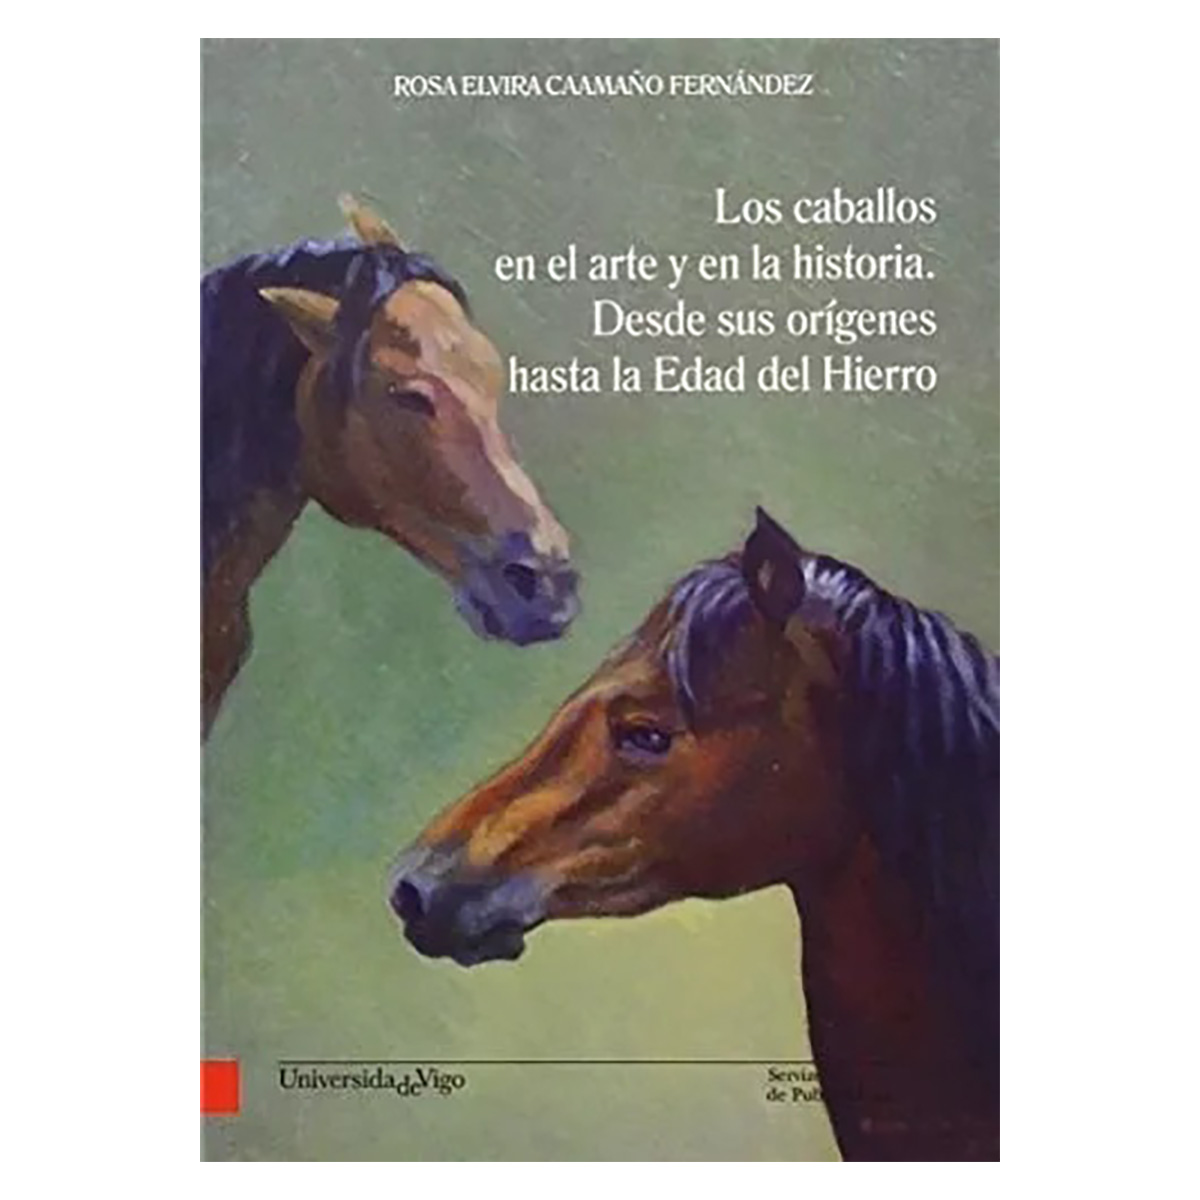 ROSA ELVIRA CAAMAÑO FERNÁNDEZ
Los caballos
en el arte y en la historia.
Desde sus orígenes
hasta la Edad del Hierro
UniversidadeVigo
de